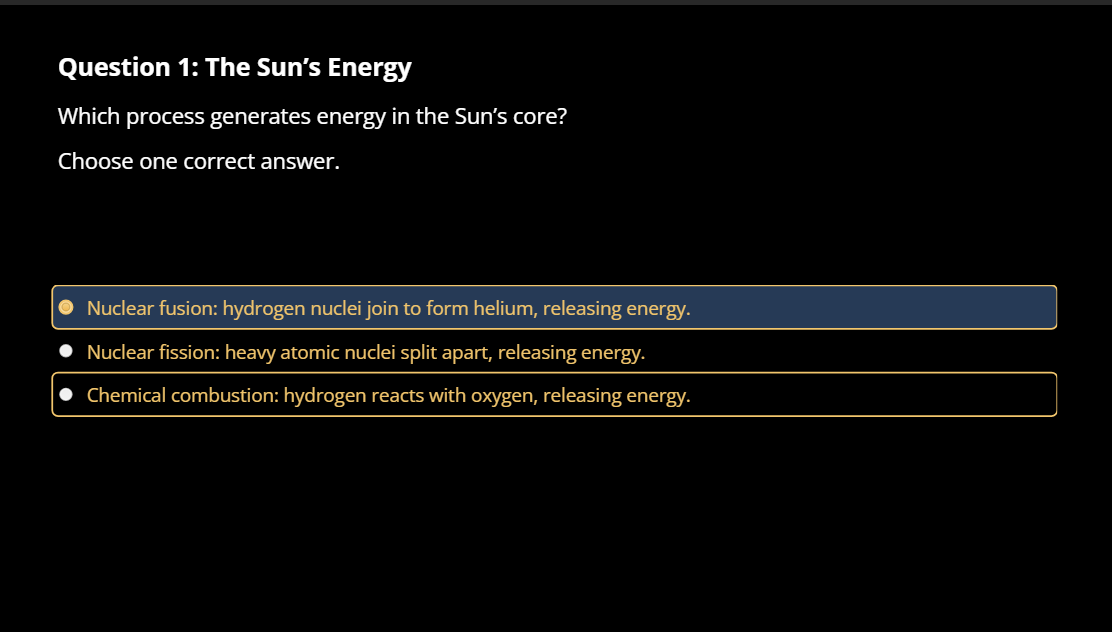 Question 1: The Sun’s Energy
Which process generates energy in the Sun’s core?
Choose one correct answer.
Nuclear fusion: hydrogen nuclei join to form helium, releasing energy.
Nuclear fission: heavy atomic nuclei split apart, releasing energy.
Chemical combustion: hydrogen reacts with oxygen, releasing energy.